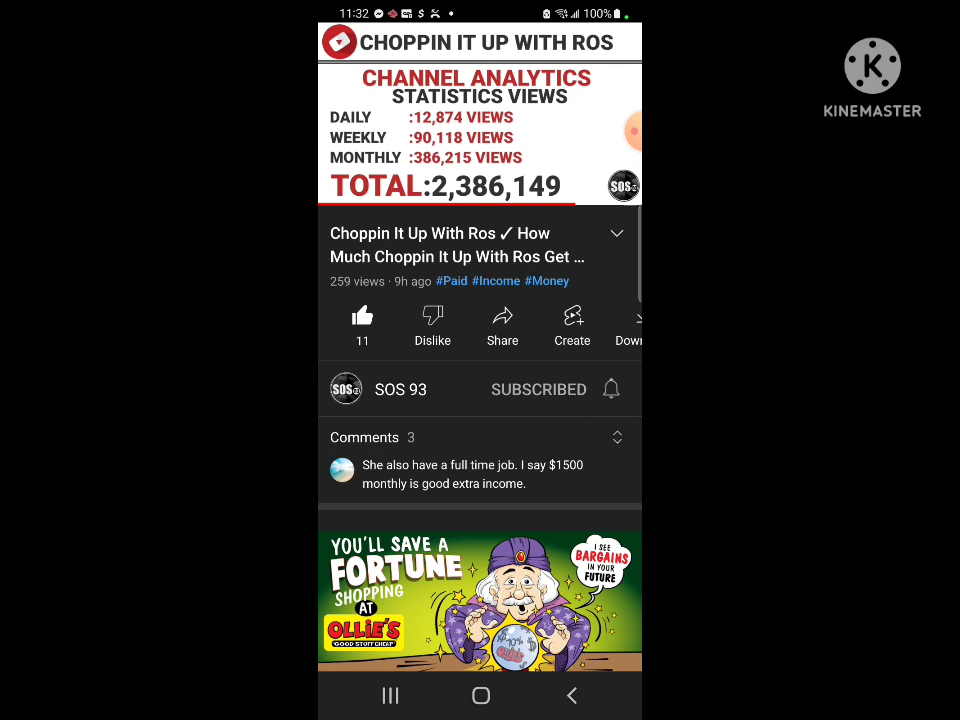 11:32
100%
CHOPPIN IT UP WITH ROS
CHANNEL ANALYTICS
STATISTICS VIEWS
DAILY :12,874 VIEWS
WEEKLY :90,118 VIEWS
MONTHLY :386,215 VIEWS
TOTAL:2,386,149
SOS
Choppin It Up With Ros ✓ How
Much Choppin It Up With Ros Get ...
259 views · 9h ago #Paid #Income #Money
11
Dislike
Share
Create
Down
SOS
SOS 93
SUBSCRIBED
Comments 3
She also have a full time job. I say $1500
monthly is good extra income.
YOU'LL SAVE A
FORTUNE
SHOPPING
AT
OLLIE'S
GOOD STUFF CHEAP
I SEE
BARGAINS
IN YOUR
FUTURE
K
KINEMASTER